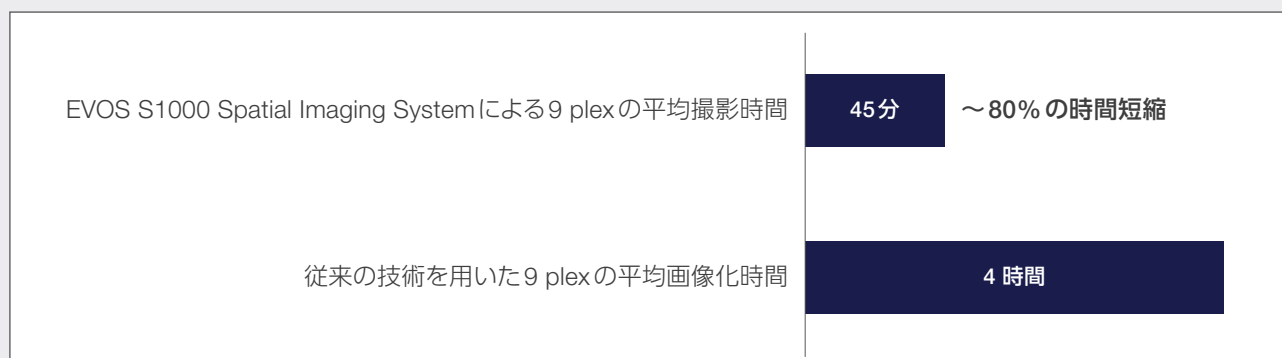 EVOS S1000 Spatial Imaging Systemによる9 plexの平均撮影時間
45分
～80%の時間短縮
従来の技術を用いた9 plexの平均画像化時間
4 時間